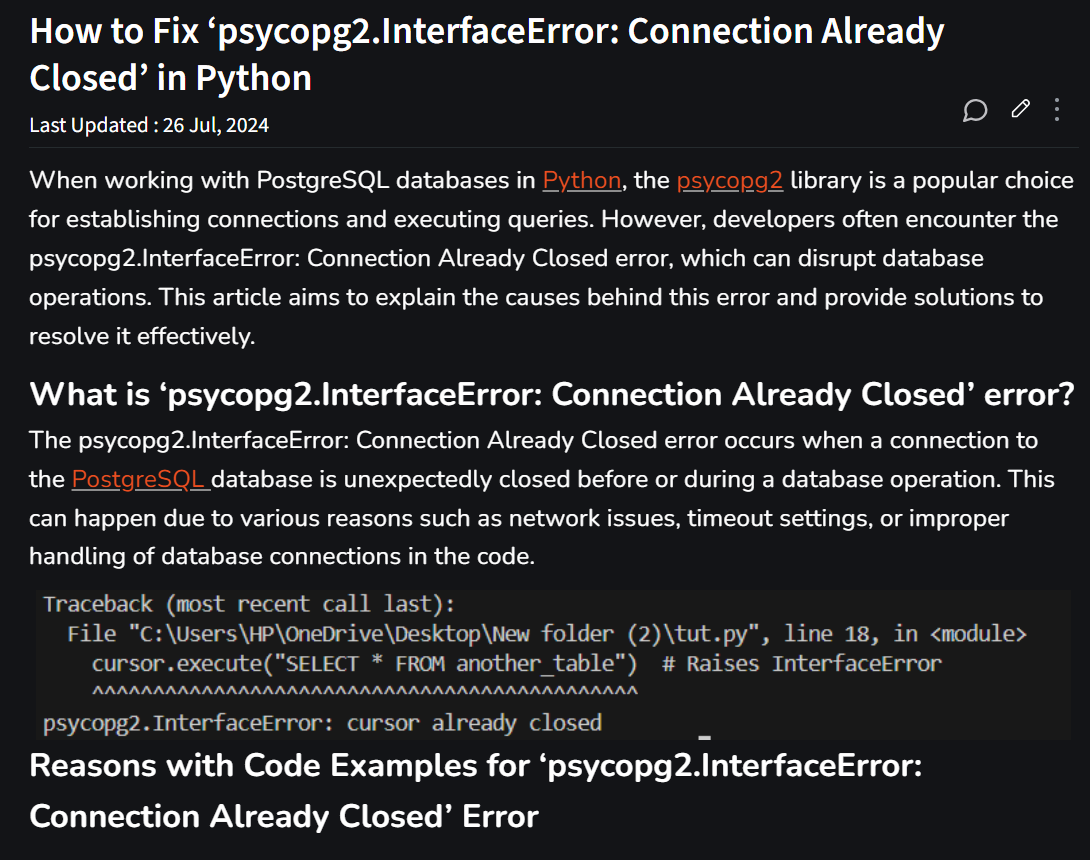 How to Fix ‘psycopg2.InterfaceError: Connection Already
Closed’ in Python
Last Updated : 26 Jul, 2024
When working with PostgreSQL databases in Python, the psycopg2 library is a popular choice
for establishing connections and executing queries. However, developers often encounter the
psycopg2.InterfaceError: Connection Already Closed error, which can disrupt database
operations. This article aims to explain the causes behind this error and provide solutions to
resolve it effectively.
What is ‘psycopg2.InterfaceError: Connection Already Closed’ error?
The psycopg2.InterfaceError: Connection Already Closed error occurs when a connection to
the PostgreSQL database is unexpectedly closed before or during a database operation. This
can happen due to various reasons such as network issues, timeout settings, or improper
handling of database connections in the code.
Traceback (most recent call last):
  File "C:\Users\HP\OneDrive\Desktop\New folder (2)\tut.py", line 18, in <module>
    cursor.execute("SELECT * FROM another_table")  # Raises InterfaceError
    ^^^^^^^^^^^^^^^^^^^^^^^^^^^^^^^^^^^^^^^^^^^^^
psycopg2.InterfaceError: cursor already closed
Reasons with Code Examples for ‘psycopg2.InterfaceError:
Connection Already Closed’ Error